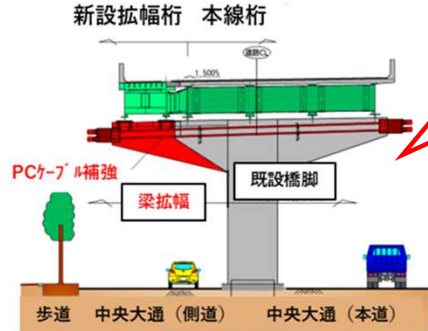 新設拡幅桁 本線桁
道路CL
1.500%
PCｹｰﾌﾞﾙ補強
梁拡幅
既設橋脚
歩道 中央大通（側道） 中央大通（本道）